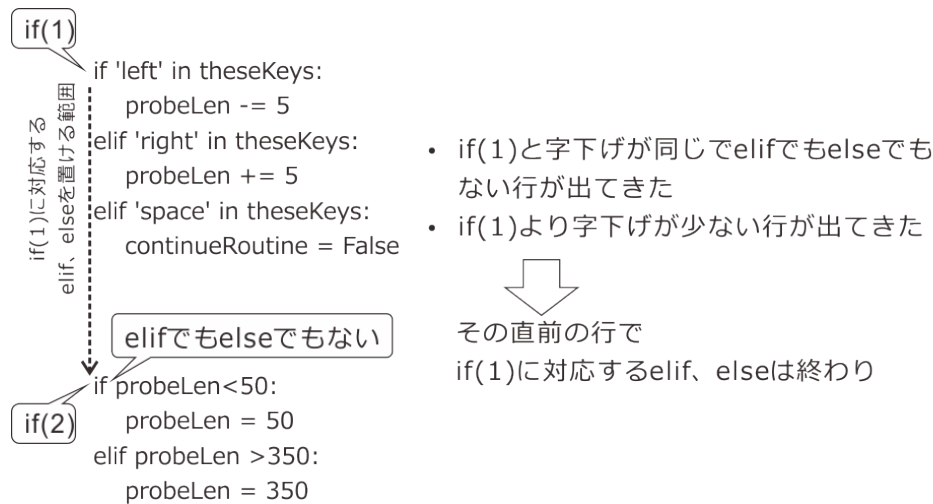 if(1)
if 'left' in theseKeys:
probeLen -= 5
elif 'right' in theseKeys:
probeLen += 5
elif 'space' in theseKeys:
continueRoutine = False
if(1)に対応する
elif、elseを置ける範囲
elifでもelseでもない
if probeLen<50:
if(2)
probeLen = 50
elif probeLen >350:
probeLen = 350
• if(1)と字下げが同じでelifでもelseでも
ない行が出てきた
• if(1)より字下げが少ない行が出てきた
その直前の行で
if(1)に対応するelif、elseは終わり